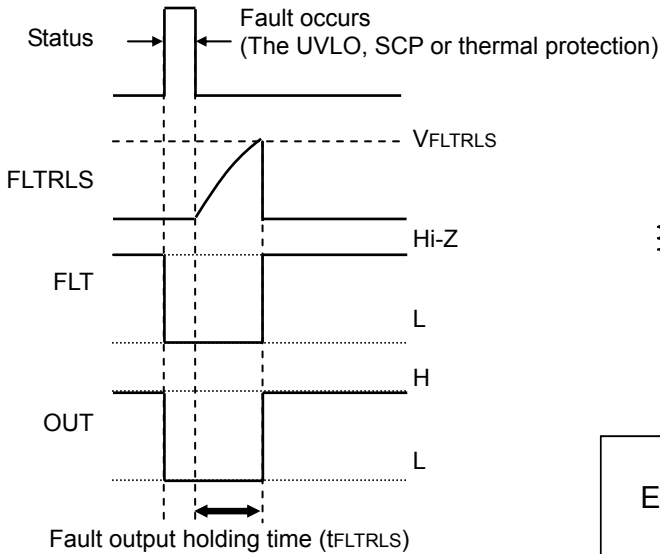 Status
Fault occurs
(The UVLO, SCP or thermal protection)
VFLTRLS
FLTRLS
Hi-Z
FLT
L
H
OUT
L
E
Fault output holding time (tFLTRLS)